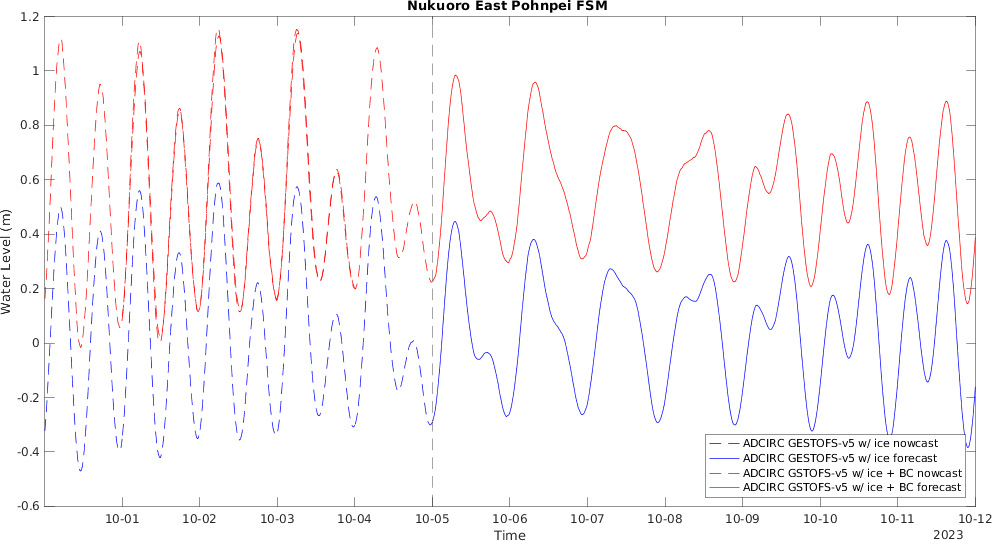 Nukuoro East Pohnpei FSM
1.2
1
0.8
0.6
0.4
0.2
0
-0.2
-0.4
-0.6
Water Level (m)
10-01 10-02 10-03 10-04 10-05 10-06 10-07 10-08 10-09 10-10 10-11 10-12
Time
2023
ADCIRC GESTOFS-v5 w/ ice nowcast
ADCIRC GESTOFS-v5 w/ ice forecast
ADCIRC GSTOFS-v5 w/ ice + BC nowcast
ADCIRC GSTOFS-v5 w/ ice + BC forecast